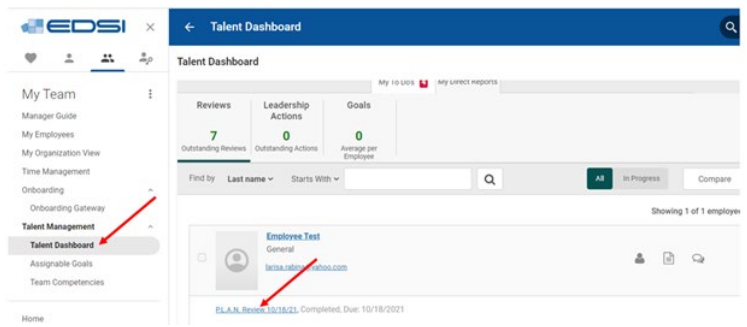 EDSI
Talent Dashboard
Talent Dashboard
My To Dos 4 My Direct Reports
My Team
Manager Guide
My Employees
My Organization View
Time Management
Onboarding
Onboarding Gateway
Talent Management
Talent Dashboard
Assignable Goals
Team Competencies
Home
Reviews
7
Outstanding Reviews
Leadership
Actions
0
Outstanding Actions
Goals
0
Average per
Employee
Find by Last name Starts With
All In Progress Compare
Showing 1 of 1 employee
Employee Test
General
P.L.A.N. Review 10/18/21, Completed, Due: 10/18/2021